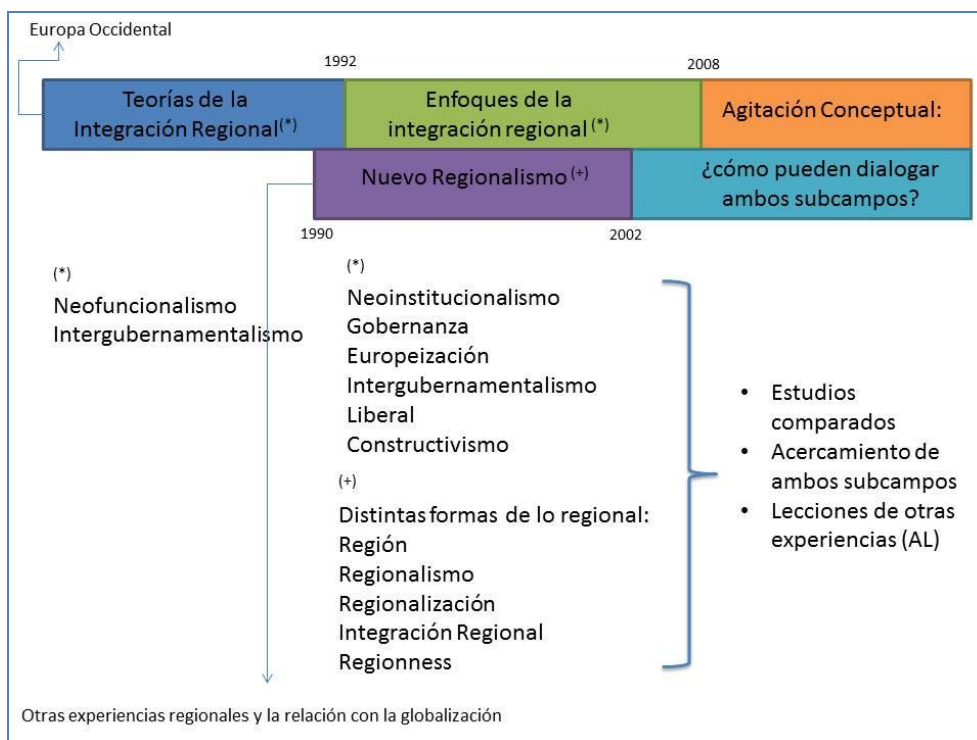 Europa Occidental
1992
2008
Teorías de la
Integración Regional(*)
Enfoques de la
integración regional (*)
Agitación Conceptual:
Nuevo Regionalismo (+)
¿cómo pueden dialogar
ambos subcampos?
1990
2002
(*)
Neofuncionalismo
Intergubernamentalismo
(*)
Neoinstitucionalismo
Gobernanza
Europeización
Intergubernamentalismo
Liberal
Constructivismo
(+)
Distintas formas de lo regional:
Región
Regionalismo
Regionalización
Integración Regional
Regionness
• Estudios
comparados
• Acercamiento de
ambos subcampos
• Lecciones de otras
experiencias (AL)
Otras experiencias regionales y la relación con la globalización